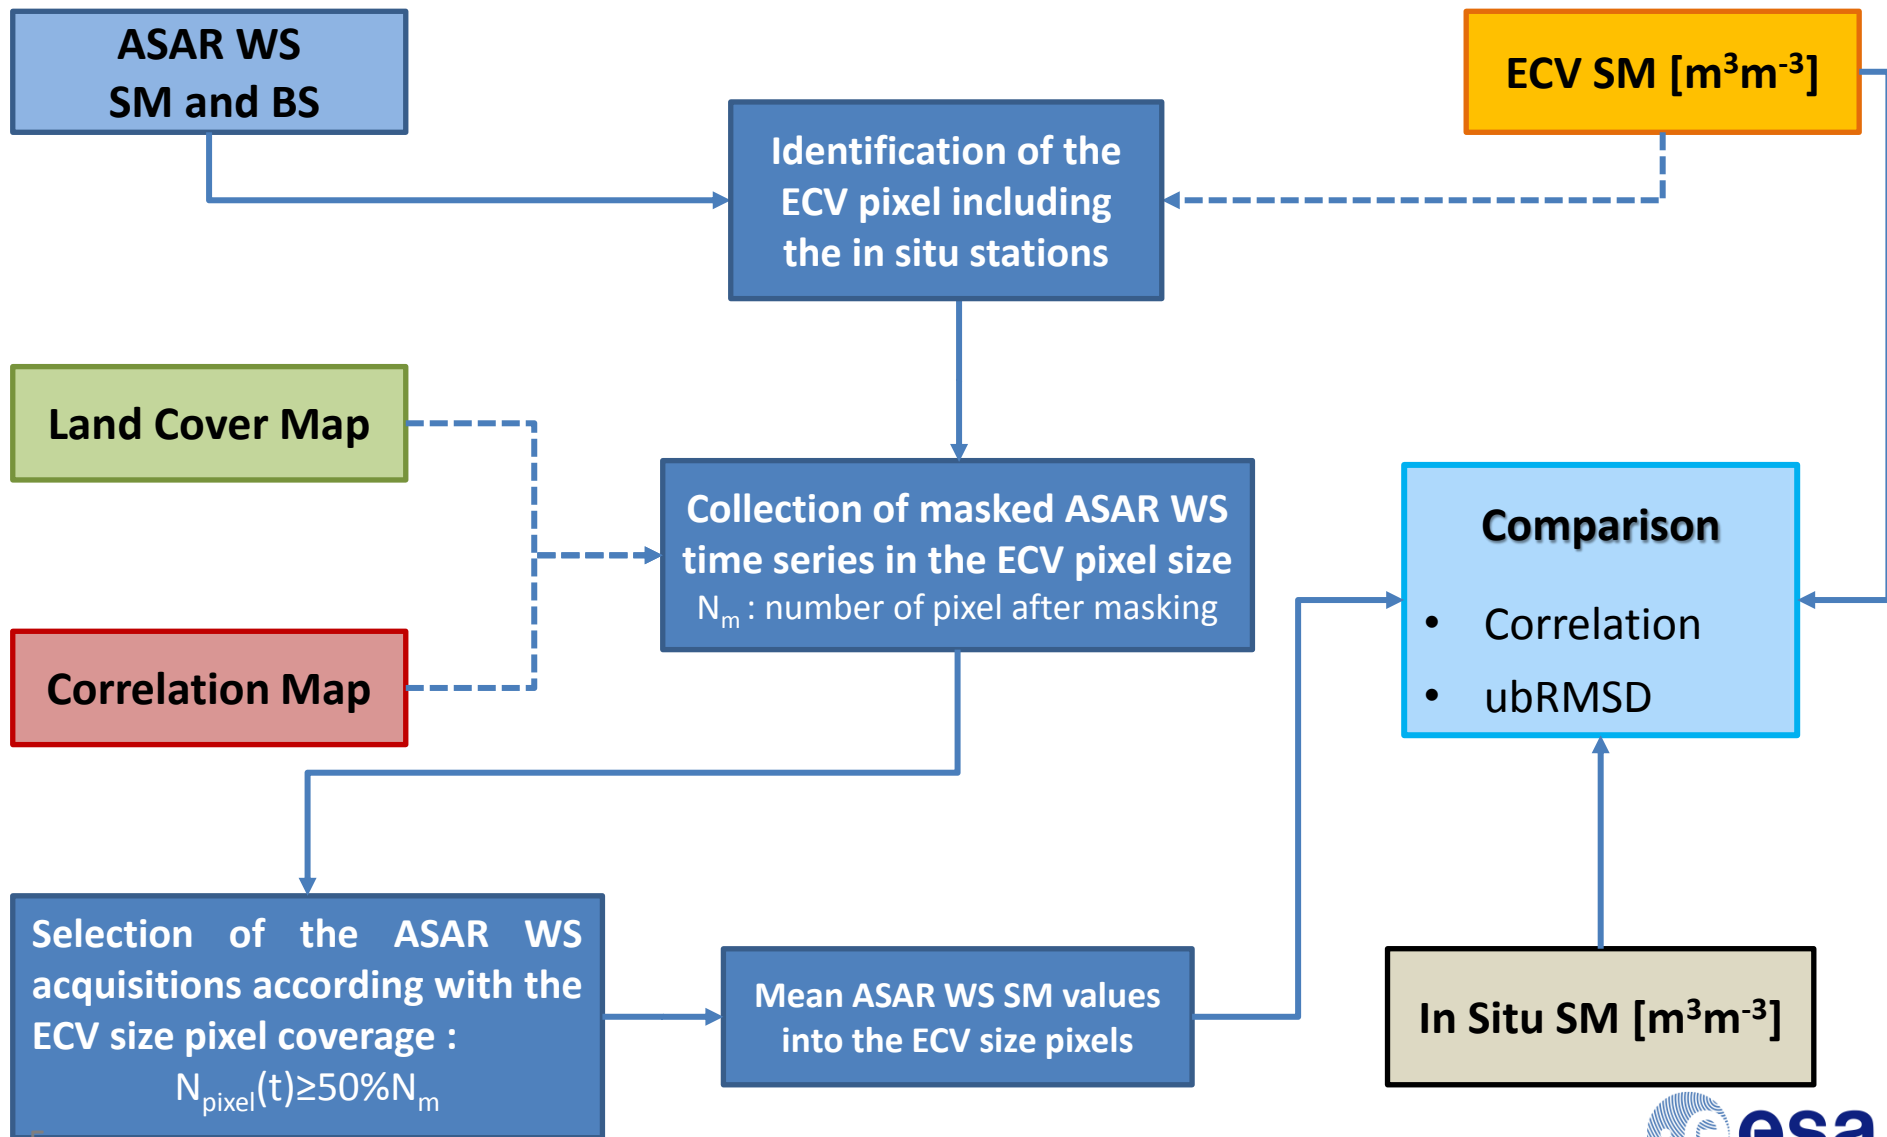 ASAR WS
SM and BS
ECV SM [m³m⁻³]
Identification of the
ECV pixel including
the in situ stations
Land Cover Map
Collection of masked ASAR WS
time series in the ECV pixel size
Nₘ : number of pixel after masking
Comparison
• Correlation
• ubRMSD
Correlation Map
Selection of the ASAR WS
acquisitions according with the
ECV size pixel coverage :
N_pixel(t)≥50%Nₘ
Mean ASAR WS SM values
into the ECV size pixels
In Situ SM [m³m⁻³]
esa